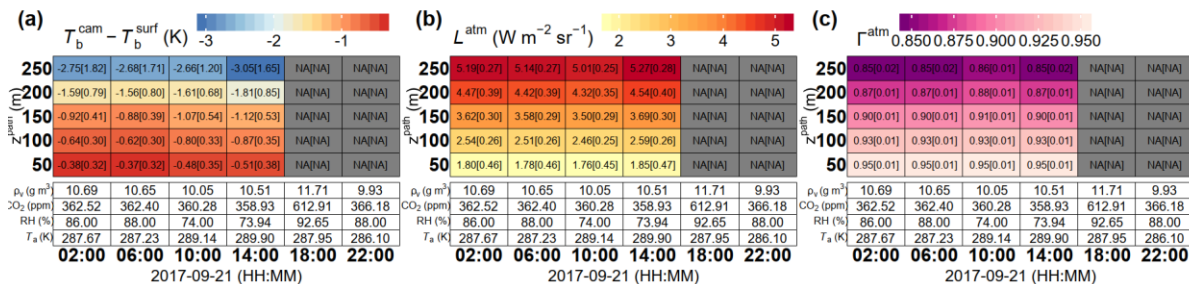 (a)
T_b^cam − T_b^surf (K)
-3 -2 -1
250 -2.75[1.82] -2.68[1.71] -2.66[1.20] -3.05[1.65] NA[NA] NA[NA]
200 -1.59[0.79] -1.56[0.80] -1.61[0.68] -1.81[0.85] NA[NA] NA[NA]
150 -0.92[0.41] -0.88[0.39] -1.07[0.54] -1.12[0.53] NA[NA] NA[NA]
100 -0.64[0.30] -0.62[0.30] -0.80[0.33] -0.87[0.35] NA[NA] NA[NA]
50 -0.38[0.32] -0.37[0.32] -0.48[0.35] -0.51[0.38] NA[NA] NA[NA]
z^path (m)
ρ_v (g m³) 10.69 10.65 10.05 10.51 11.71 9.93
CO₂ (ppm) 362.52 362.40 360.28 358.93 612.91 366.18
RH (%) 86.00 88.00 74.00 73.94 92.65 88.00
T_a (K) 287.67 287.23 289.14 289.90 287.95 286.10
02:00 06:00 10:00 14:00 18:00 22:00
2017-09-21 (HH:MM)
(b)
L^atm (W m⁻² sr⁻¹)
2 3 4 5
250 5.19[0.27] 5.14[0.27] 5.01[0.25] 5.27[0.26] NA[NA] NA[NA]
200 4.47[0.39] 4.42[0.39] 4.32[0.35] 4.54[0.40] NA[NA] NA[NA]
150 3.62[0.30] 3.58[0.29] 3.50[0.29] 3.69[0.30] NA[NA] NA[NA]
100 2.54[0.26] 2.51[0.26] 2.46[0.25] 2.59[0.26] NA[NA] NA[NA]
50 1.80[0.46] 1.78[0.46] 1.76[0.45] 1.85[0.47] NA[NA] NA[NA]
z^path (m)
ρ_v (g m³) 10.69 10.65 10.05 10.51 11.71 9.93
CO₂ (ppm) 362.52 362.40 360.28 358.93 612.91 366.18
RH (%) 86.00 88.00 74.00 73.94 92.65 88.00
T_a (K) 287.67 287.23 289.14 289.90 287.95 286.10
02:00 06:00 10:00 14:00 18:00 22:00
2017-09-21 (HH:MM)
(c)
Γ^atm
0.850 0.875 0.900 0.925 0.950
250 0.85[0.02] 0.85[0.02] 0.86[0.01] 0.85[0.02] NA[NA] NA[NA]
200 0.87[0.01] 0.87[0.01] 0.88[0.01] 0.87[0.01] NA[NA] NA[NA]
150 0.90[0.01] 0.90[0.01] 0.90[0.01] 0.90[0.01] NA[NA] NA[NA]
100 0.93[0.01] 0.93[0.01] 0.93[0.01] 0.93[0.01] NA[NA] NA[NA]
50 0.95[0.01] 0.95[0.01] 0.95[0.01] 0.95[0.01] NA[NA] NA[NA]
z^path (m)
ρ_v (g m³) 10.69 10.65 10.05 10.51 11.71 9.93
CO₂ (ppm) 362.52 362.40 360.28 358.93 612.91 366.18
RH (%) 86.00 88.00 74.00 73.94 92.65 88.00
T_a (K) 287.67 287.23 289.14 289.90 287.95 286.10
02:00 06:00 10:00 14:00 18:00 22:00
2017-09-21 (HH:MM)